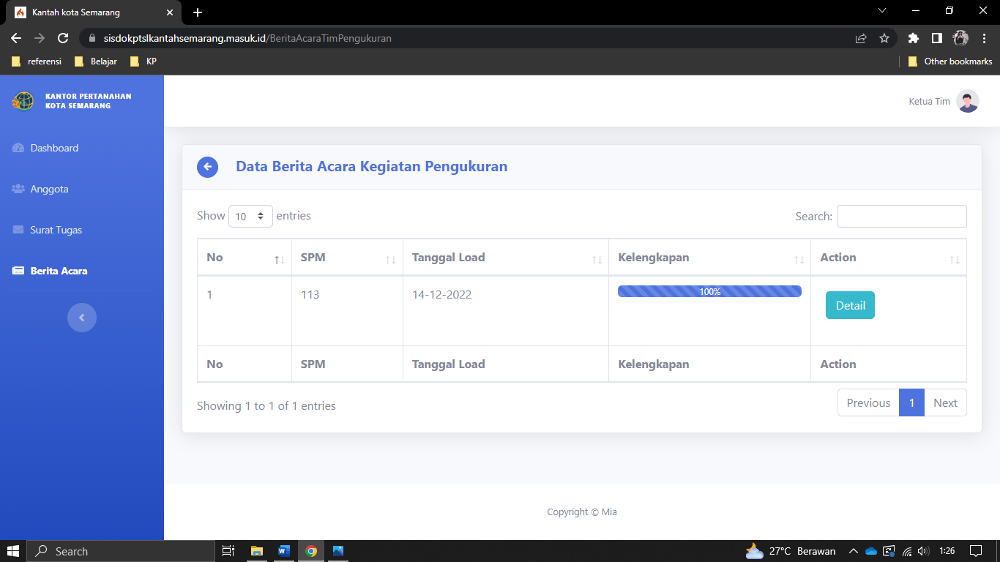 Kantah kota Semarang
sisdokptslkantahsemarang.masuk.id/BeritaAcaraTimPengukuran
referensi Belajar KP Other bookmarks
KANTOR PERTANAHAN
KOTA SEMARANG
Ketua Tim
Dashboard
Anggota
Surat Tugas
Berita Acara
Data Berita Acara Kegiatan Pengukuran
Show 10 entries Search:
No SPM Tanggal Load Kelengkapan Action
1 113 14-12-2022 100% Detail
No SPM Tanggal Load Kelengkapan Action
Showing 1 to 1 of 1 entries Previous 1 Next
Copyright © Mia
Search 27°C Berawan 1:26